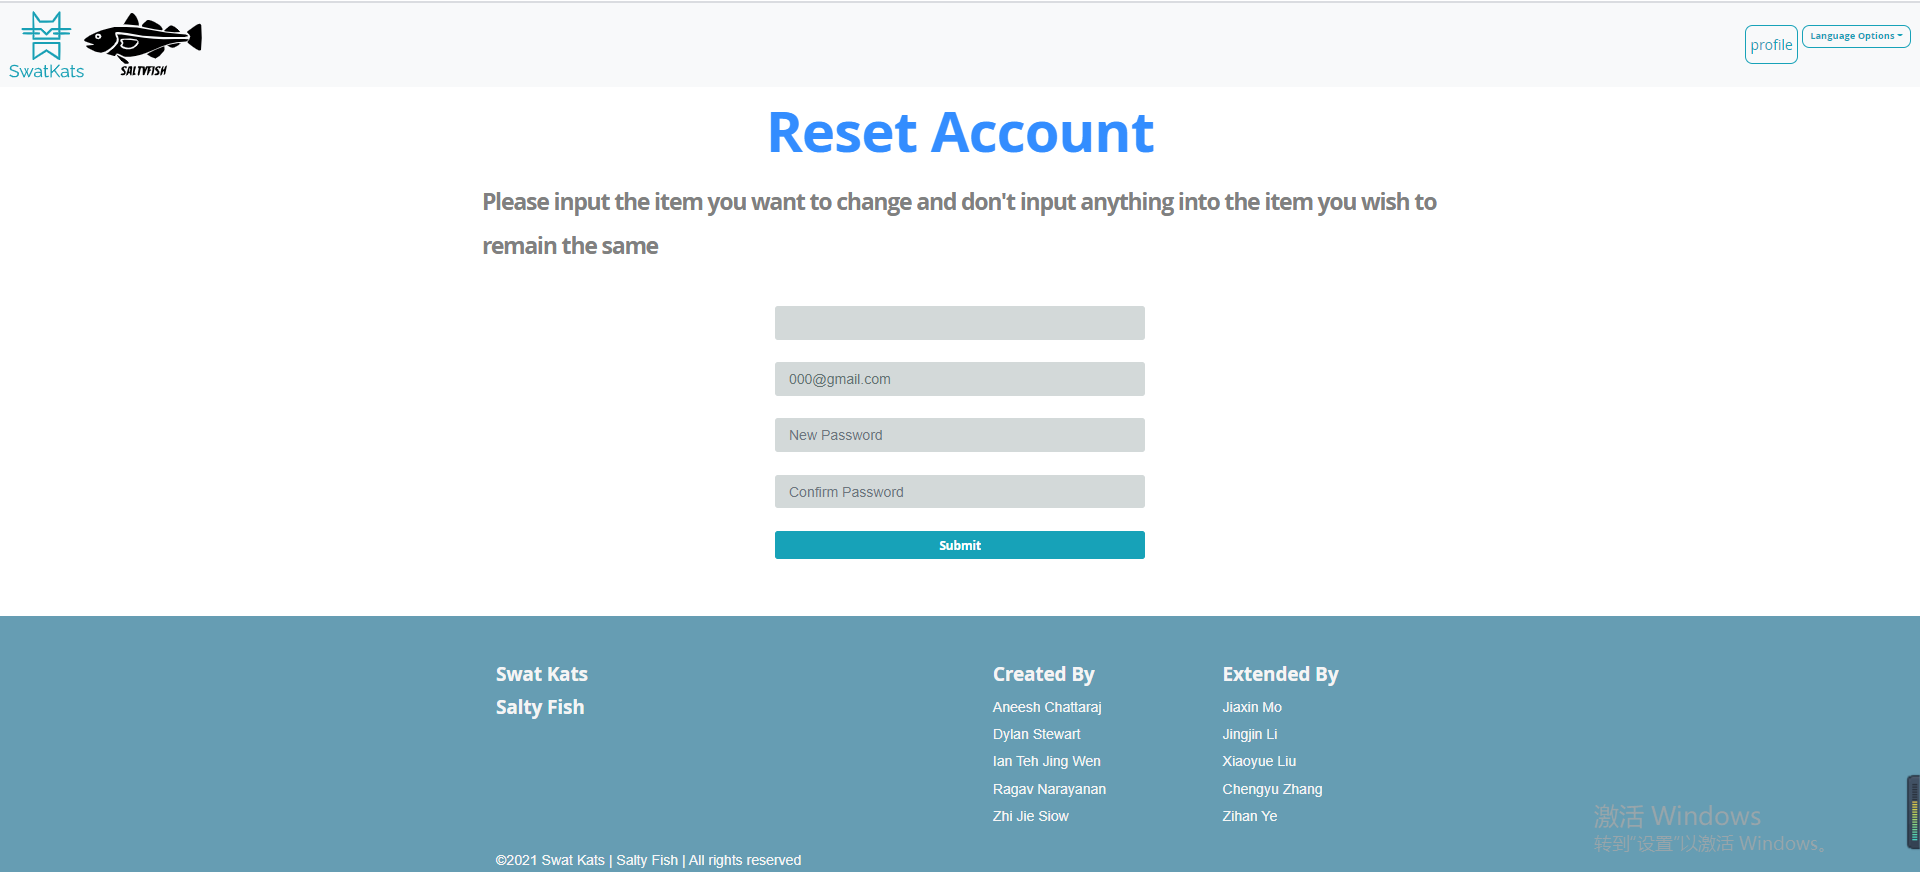 SwatKats
SALTYFISH
profile
Language Options
Reset Account
Please input the item you want to change and don't input anything into the item you wish to
remain the same
000@gmail.com
New Password
Confirm Password
Submit
Swat Kats
Salty Fish
Created By
Aneesh Chattaraj
Dylan Stewart
Ian Teh Jing Wen
Ragav Narayanan
Zhi Jie Siow
Extended By
Jiaxin Mo
Jingjin Li
Xiaoyue Liu
Chengyu Zhang
Zihan Ye
©2021 Swat Kats | Salty Fish | All rights reserved
激活 Windows
转到"设置"以激活 Windows。